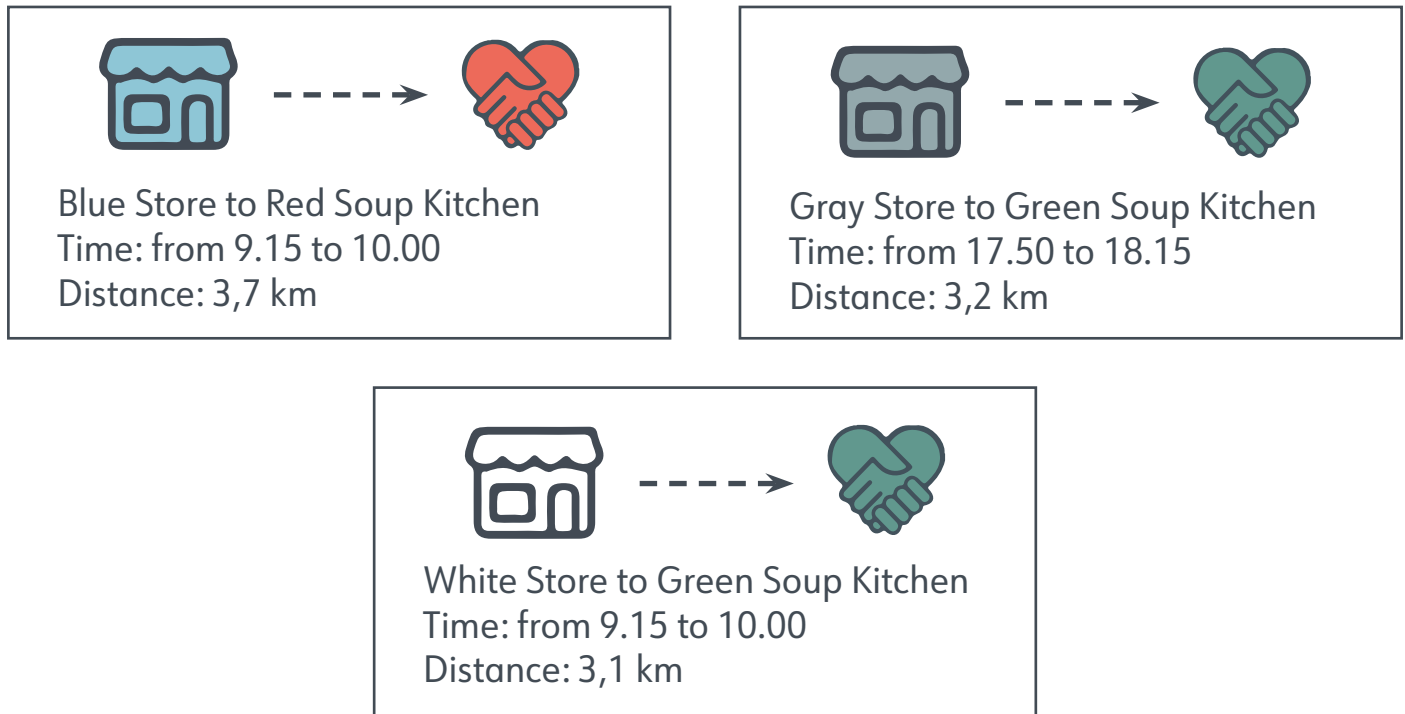 Blue Store to Red Soup Kitchen
Time: from 9.15 to 10.00
Distance: 3,7 km
Gray Store to Green Soup Kitchen
Time: from 17.50 to 18.15
Distance: 3,2 km
White Store to Green Soup Kitchen
Time: from 9.15 to 10.00
Distance: 3,1 km